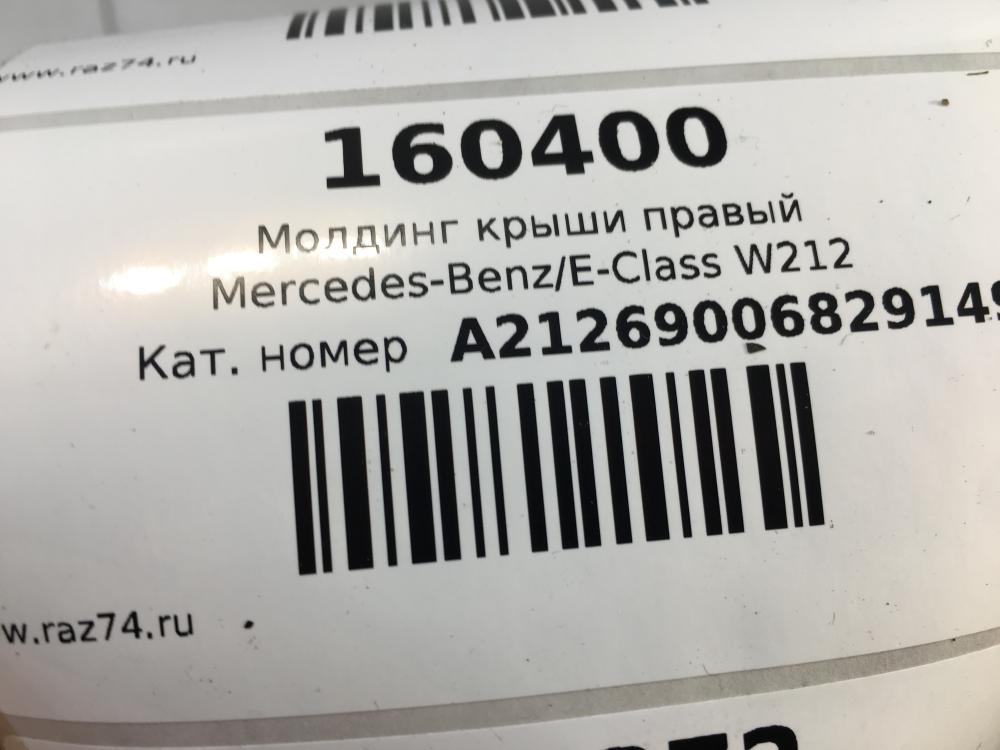 www.raz74.ru
160400
Молдинг крыши правый
Mercedes-Benz/E-Class W212
Кат. номер A21269006829149
w.raz74.ru